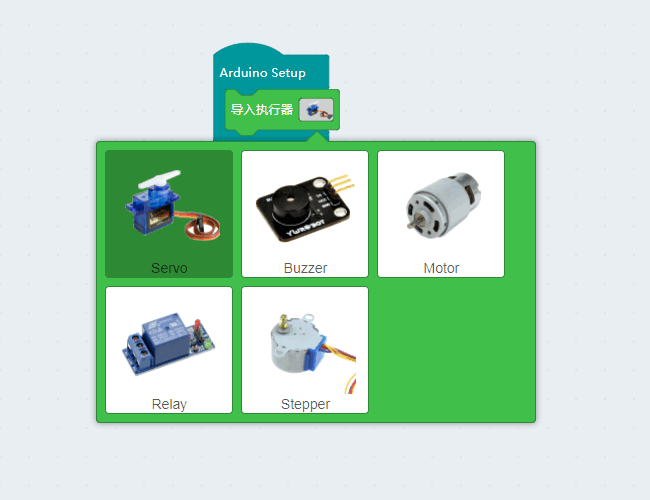 Arduino Setup
导入执行器
Servo
Buzzer
Motor
Relay
Stepper